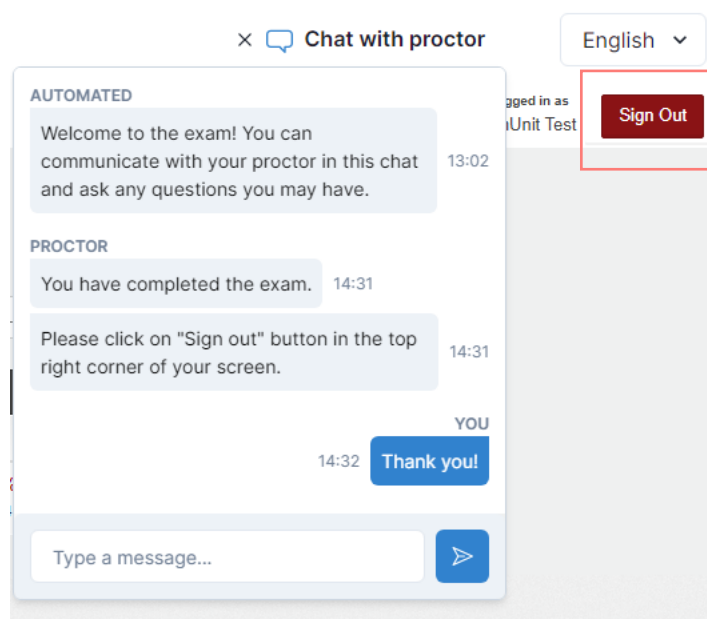 Chat with proctor
English
AUTOMATED
Welcome to the exam! You can
communicate with your proctor in this chat
and ask any questions you may have.
13:02
in as
Unit Test
Sign Out
PROCTOR
You have completed the exam.
14:31
Please click on "Sign out" button in the top
right corner of your screen.
14:31
YOU
14:32
Thank you!
Type a message...